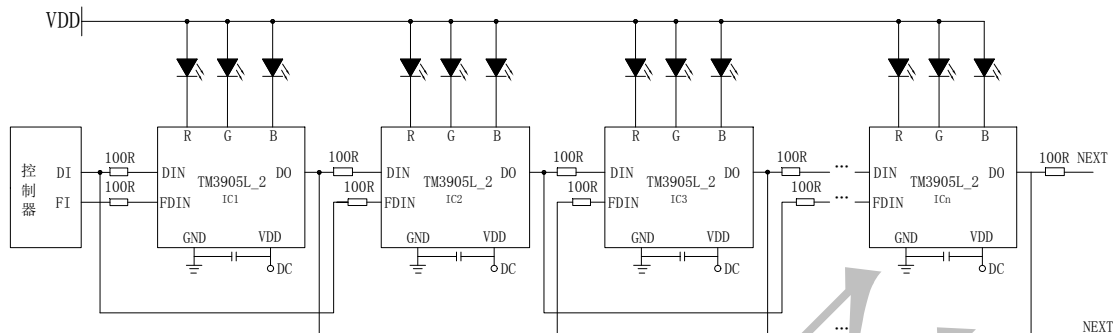 VDD
R G B
R G B
R G B
R G B
控制器
DI
FI
100R
100R
DIN
FDIN
DO
TM3905L_2
IC1
GND
VDD
DC
100R
100R
DIN
FDIN
DO
TM3905L_2
IC2
GND
VDD
DC
100R
100R
DIN
FDIN
DO
TM3905L_2
IC3
GND
VDD
DC
100R
100R
...
...
DIN
FDIN
DO
TM3905L_2
ICn
GND
VDD
DC
100R NEXT
...
NEXT